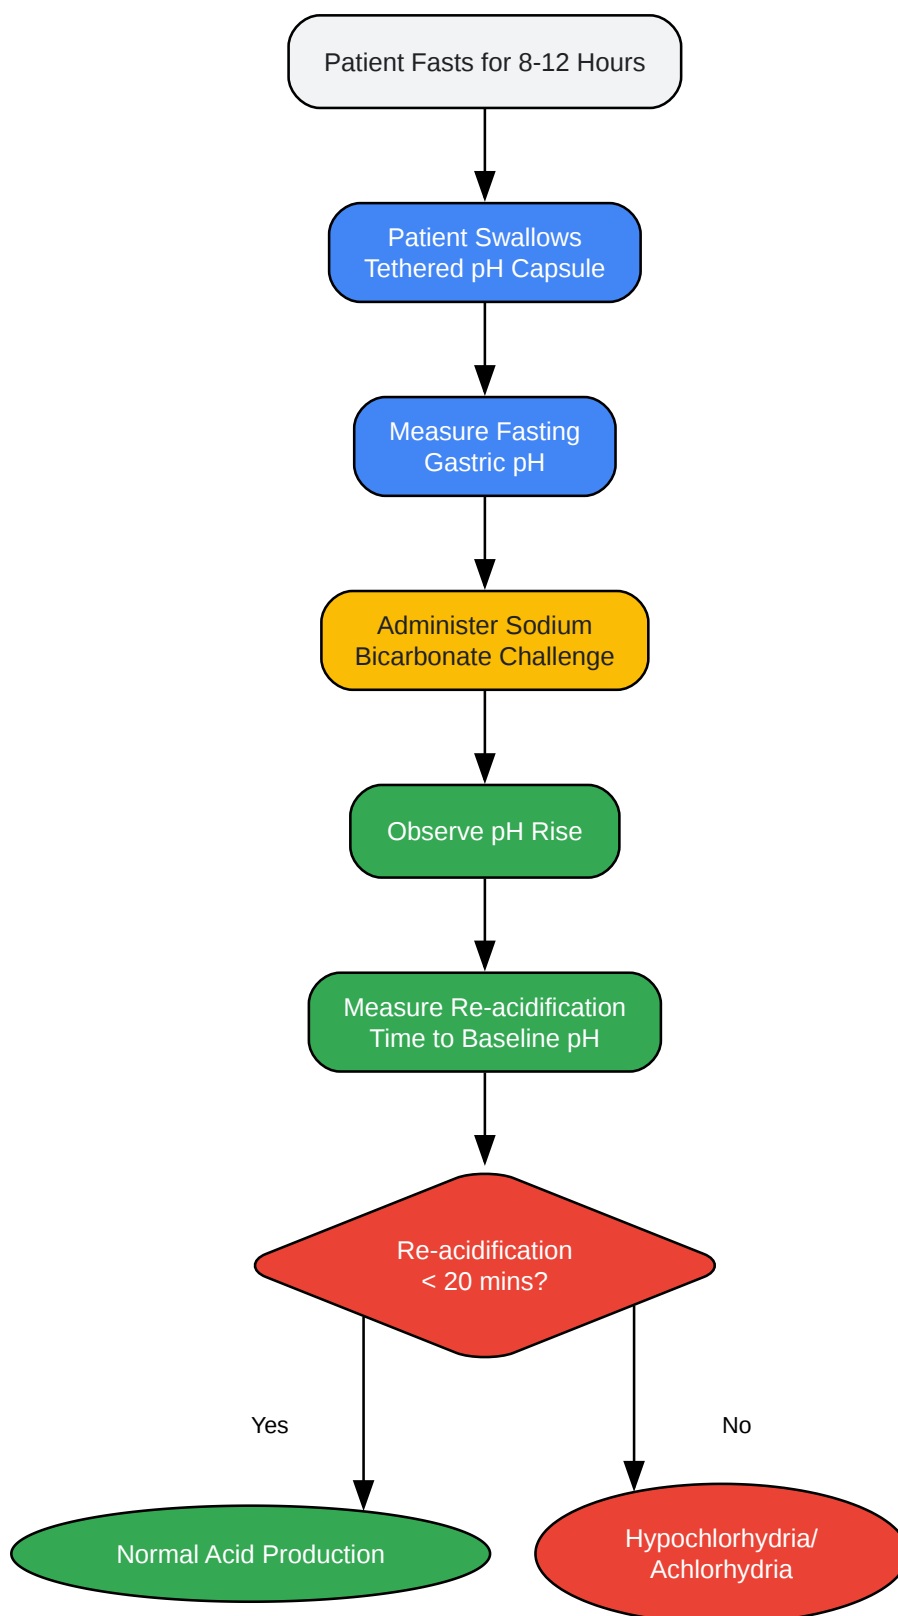 Patient Fasts for 8-12 Hours
Patient Swallows
Tethered pH Capsule
Measure Fasting
Gastric pH
Administer Sodium
Bicarbonate Challenge
Observe pH Rise
Measure Re-acidification
Time to Baseline pH
Re-acidification
< 20 mins?
Yes
No
Normal Acid Production
Hypochlorhydria/
Achlorhydria